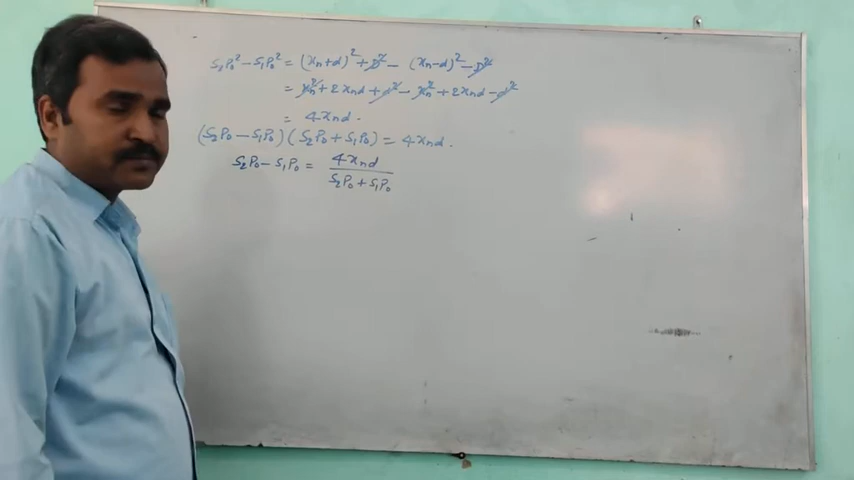 S₂P₀² - S₁P₀² = (xn+d)² + D² - (xn-d)² - D²
= xn² + 2xnd + d² - xn² + 2xnd - d²
= 4xnd.
(S₂P₀ - S₁P₀)(S₂P₀ + S₁P₀) = 4xnd.
S₂P₀ - S₁P₀ = 4xnd
S₂P₀ + S₁P₀